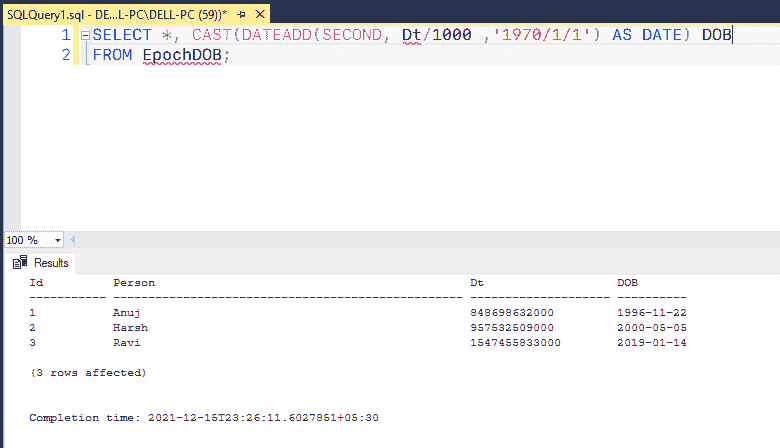 SQLQuery1.sql - DE...L-PC\DELL-PC (59))*
1 SELECT *, CAST(DATEADD(SECOND, Dt/1000 ,'1970/1/1') AS DATE) DOB
2 FROM EpochDOB;
100 %
Results
Id Person Dt DOB
----------- -------------------------------------------------- -------------------- ----------
1 Anuj 848698632000 1996-11-22
2 Harsh 957532509000 2000-05-05
3 Ravi 1547455833000 2019-01-14
(3 rows affected)
Completion time: 2021-12-15T23:26:11.6027851+05:30